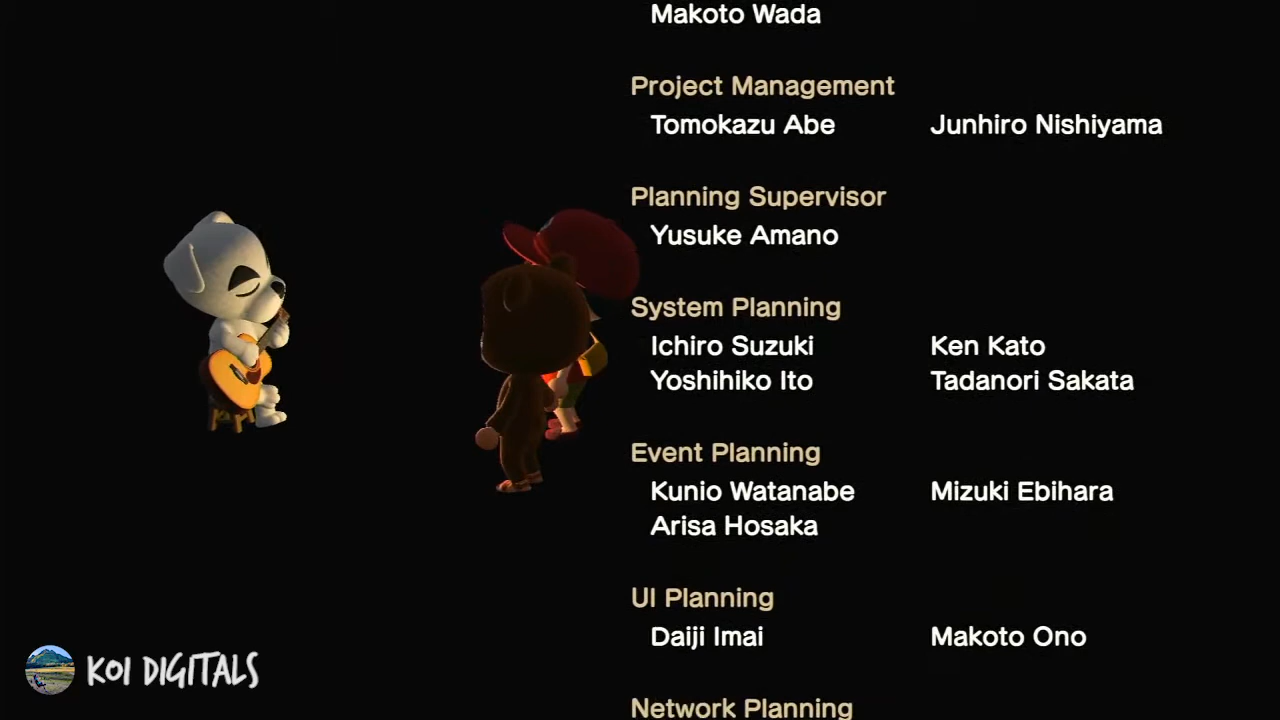 Makoto Wada
Project Management
Tomokazu Abe Junhiro Nishiyama
Planning Supervisor
Yusuke Amano
System Planning
Ichiro Suzuki Ken Kato
Yoshihiko Ito Tadanori Sakata
Event Planning
Kunio Watanabe Mizuki Ebihara
Arisa Hosaka
UI Planning
Daiji Imai Makoto Ono
KOI DIGITALS
Network Planning